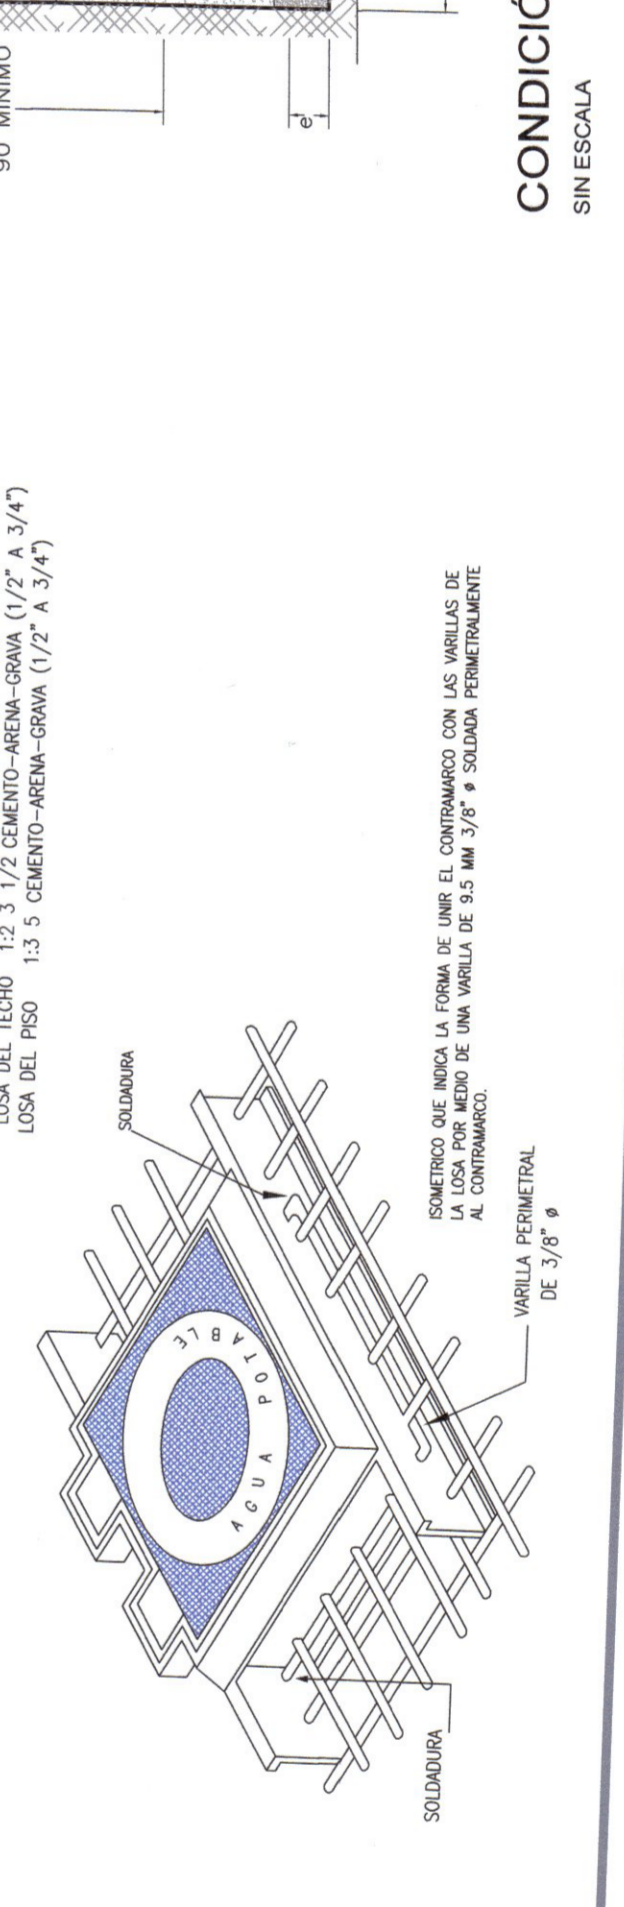 LOSA DEL TECHO 1:2 3 1/2 CEMENTO-ARENA-GRAVA (1/2" A 3/4")
LOSA DEL PISO 1:3 5 CEMENTO-ARENA-GRAVA (1/2" A 3/4")
SOLDADURA
AGUA POTABLE
SOLDADURA
ISOMETRICO QUE INDICA LA FORMA DE UNIR EL CONTRAMARCO CON LAS VARILLAS DE
LA LOSA POR MEDIO DE UNA VARILLA DE 9.5 MM 3/8" ø SOLDADA PERIMETRALMENTE
AL CONTRAMARCO.
VARILLA PERIMETRAL
DE 3/8" ø
90 MINIMO
e'
CONDICIÓ
SIN ESCALA